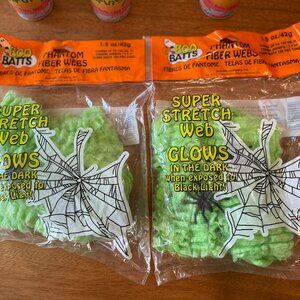 BOO
BATTS
PHANTOM
FIBER WEBS
1.5 oz/42g
FIBRES DE FANTOME TELAS DE FIBRA FANTASMA
SUPER
STRETCH
Web
GLOWS
IN THE DARK
when exposed to
Black Light
BOO
BATTS
PHANTOM
FIBER WEBS
1.5 oz/42g
FIBRES DE FANTOME TELAS DE FIBRA FANTASMA
SUPER
STRETCH
Web
GLOWS
IN THE DARK
when exposed to
Black Light